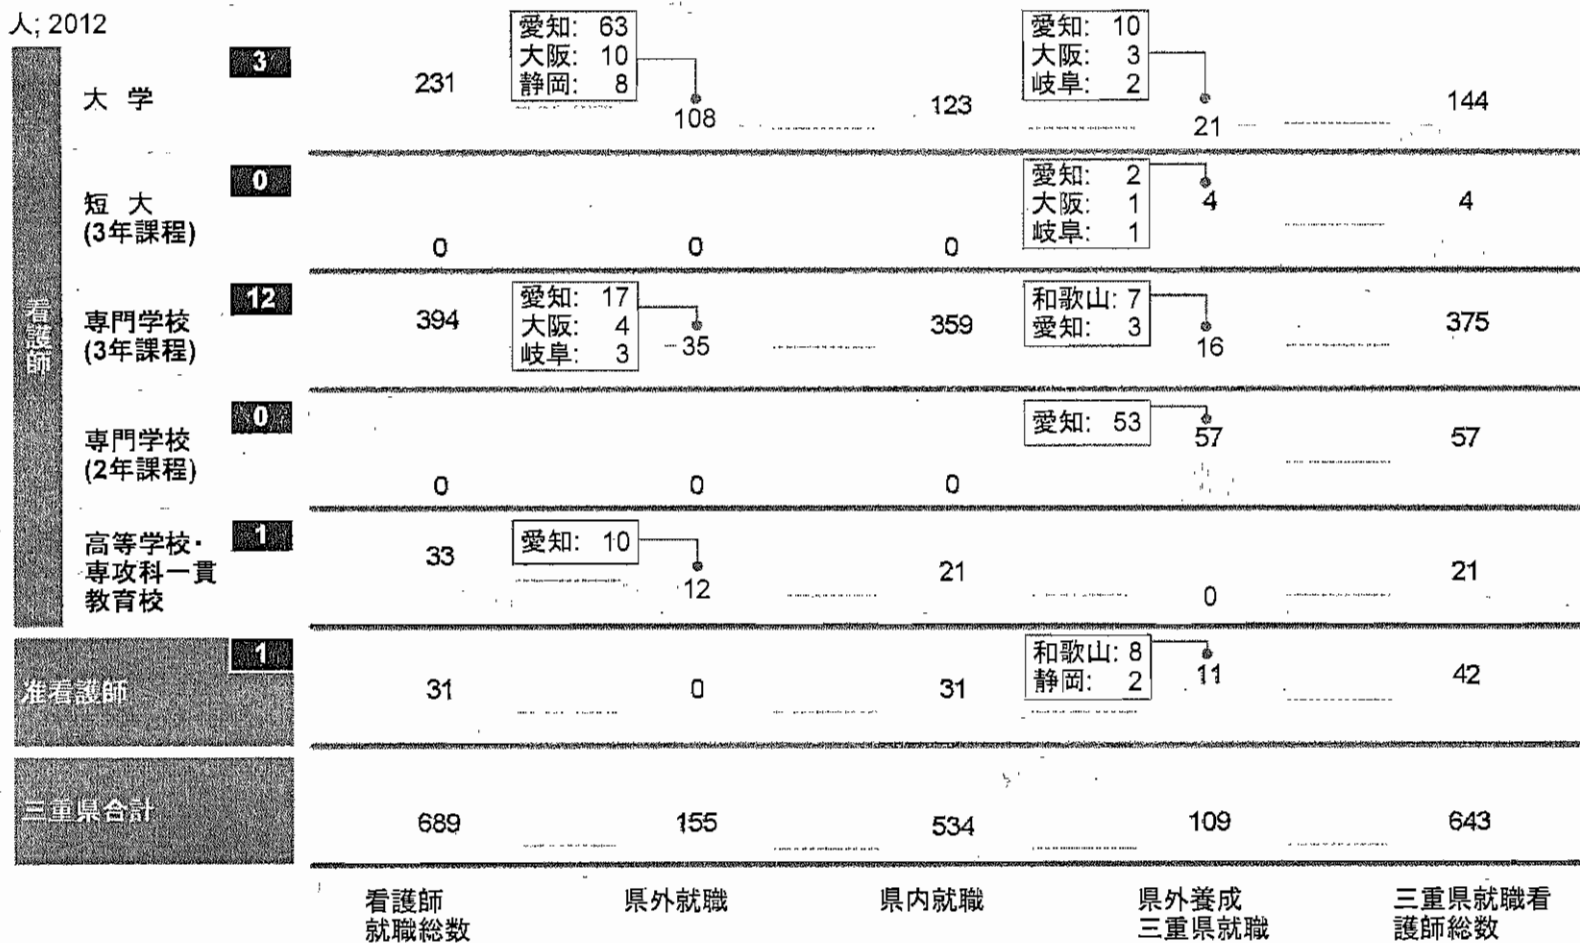 人; 2012
看護師
大 学
3
231
愛知: 63
大阪: 10
静岡: 8
108
123
愛知: 10
大阪: 3
岐阜: 2
21
144
短 大
(3年課程)
0
0
0
0
愛知: 2
大阪: 1
岐阜: 1
4
4
専門学校
(3年課程)
12
394
愛知: 17
大阪: 4
岐阜: 3
35
359
和歌山: 7
愛知: 3
16
375
専門学校
(2年課程)
0
0
0
0
愛知: 53
57
57
高等学校・
専攻科一貫
教育校
1
33
愛知: 10
12
21
0
21
准看護師
1
31
0
31
和歌山: 8
静岡: 2
11
42
三重県合計
689
155
534
109
643
看護師
就職総数
県外就職
県内就職
県外養成
三重県就職
三重県就職看
護師総数